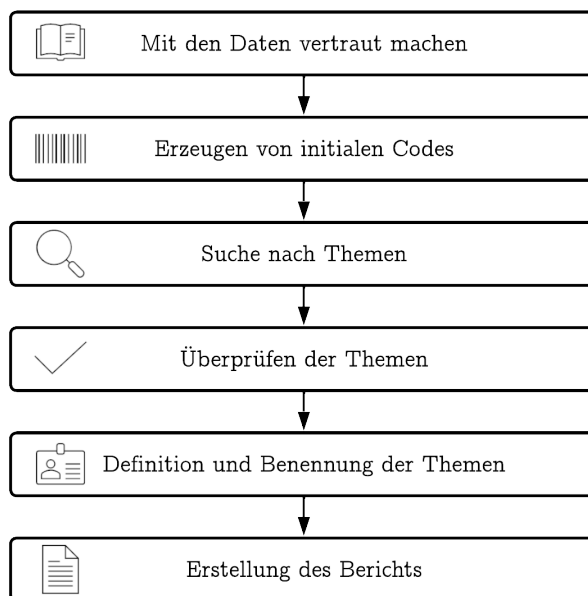 Mit den Daten vertraut machen
Erzeugen von initialen Codes
Suche nach Themen
Überprüfen der Themen
Definition und Benennung der Themen
Erstellung des Berichts